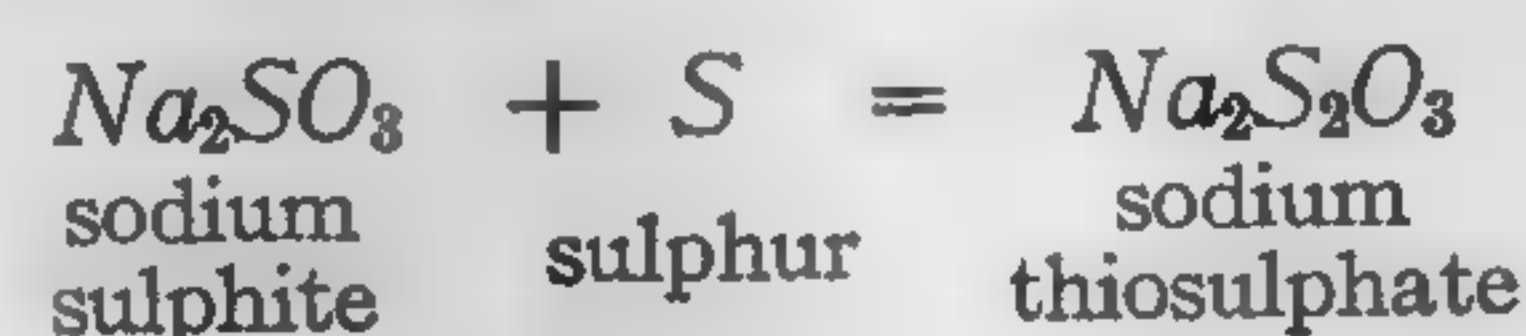 Na₂SO₃ + S = Na₂S₂O₃
sodium sulphur sodium
sulphite thiosulphate